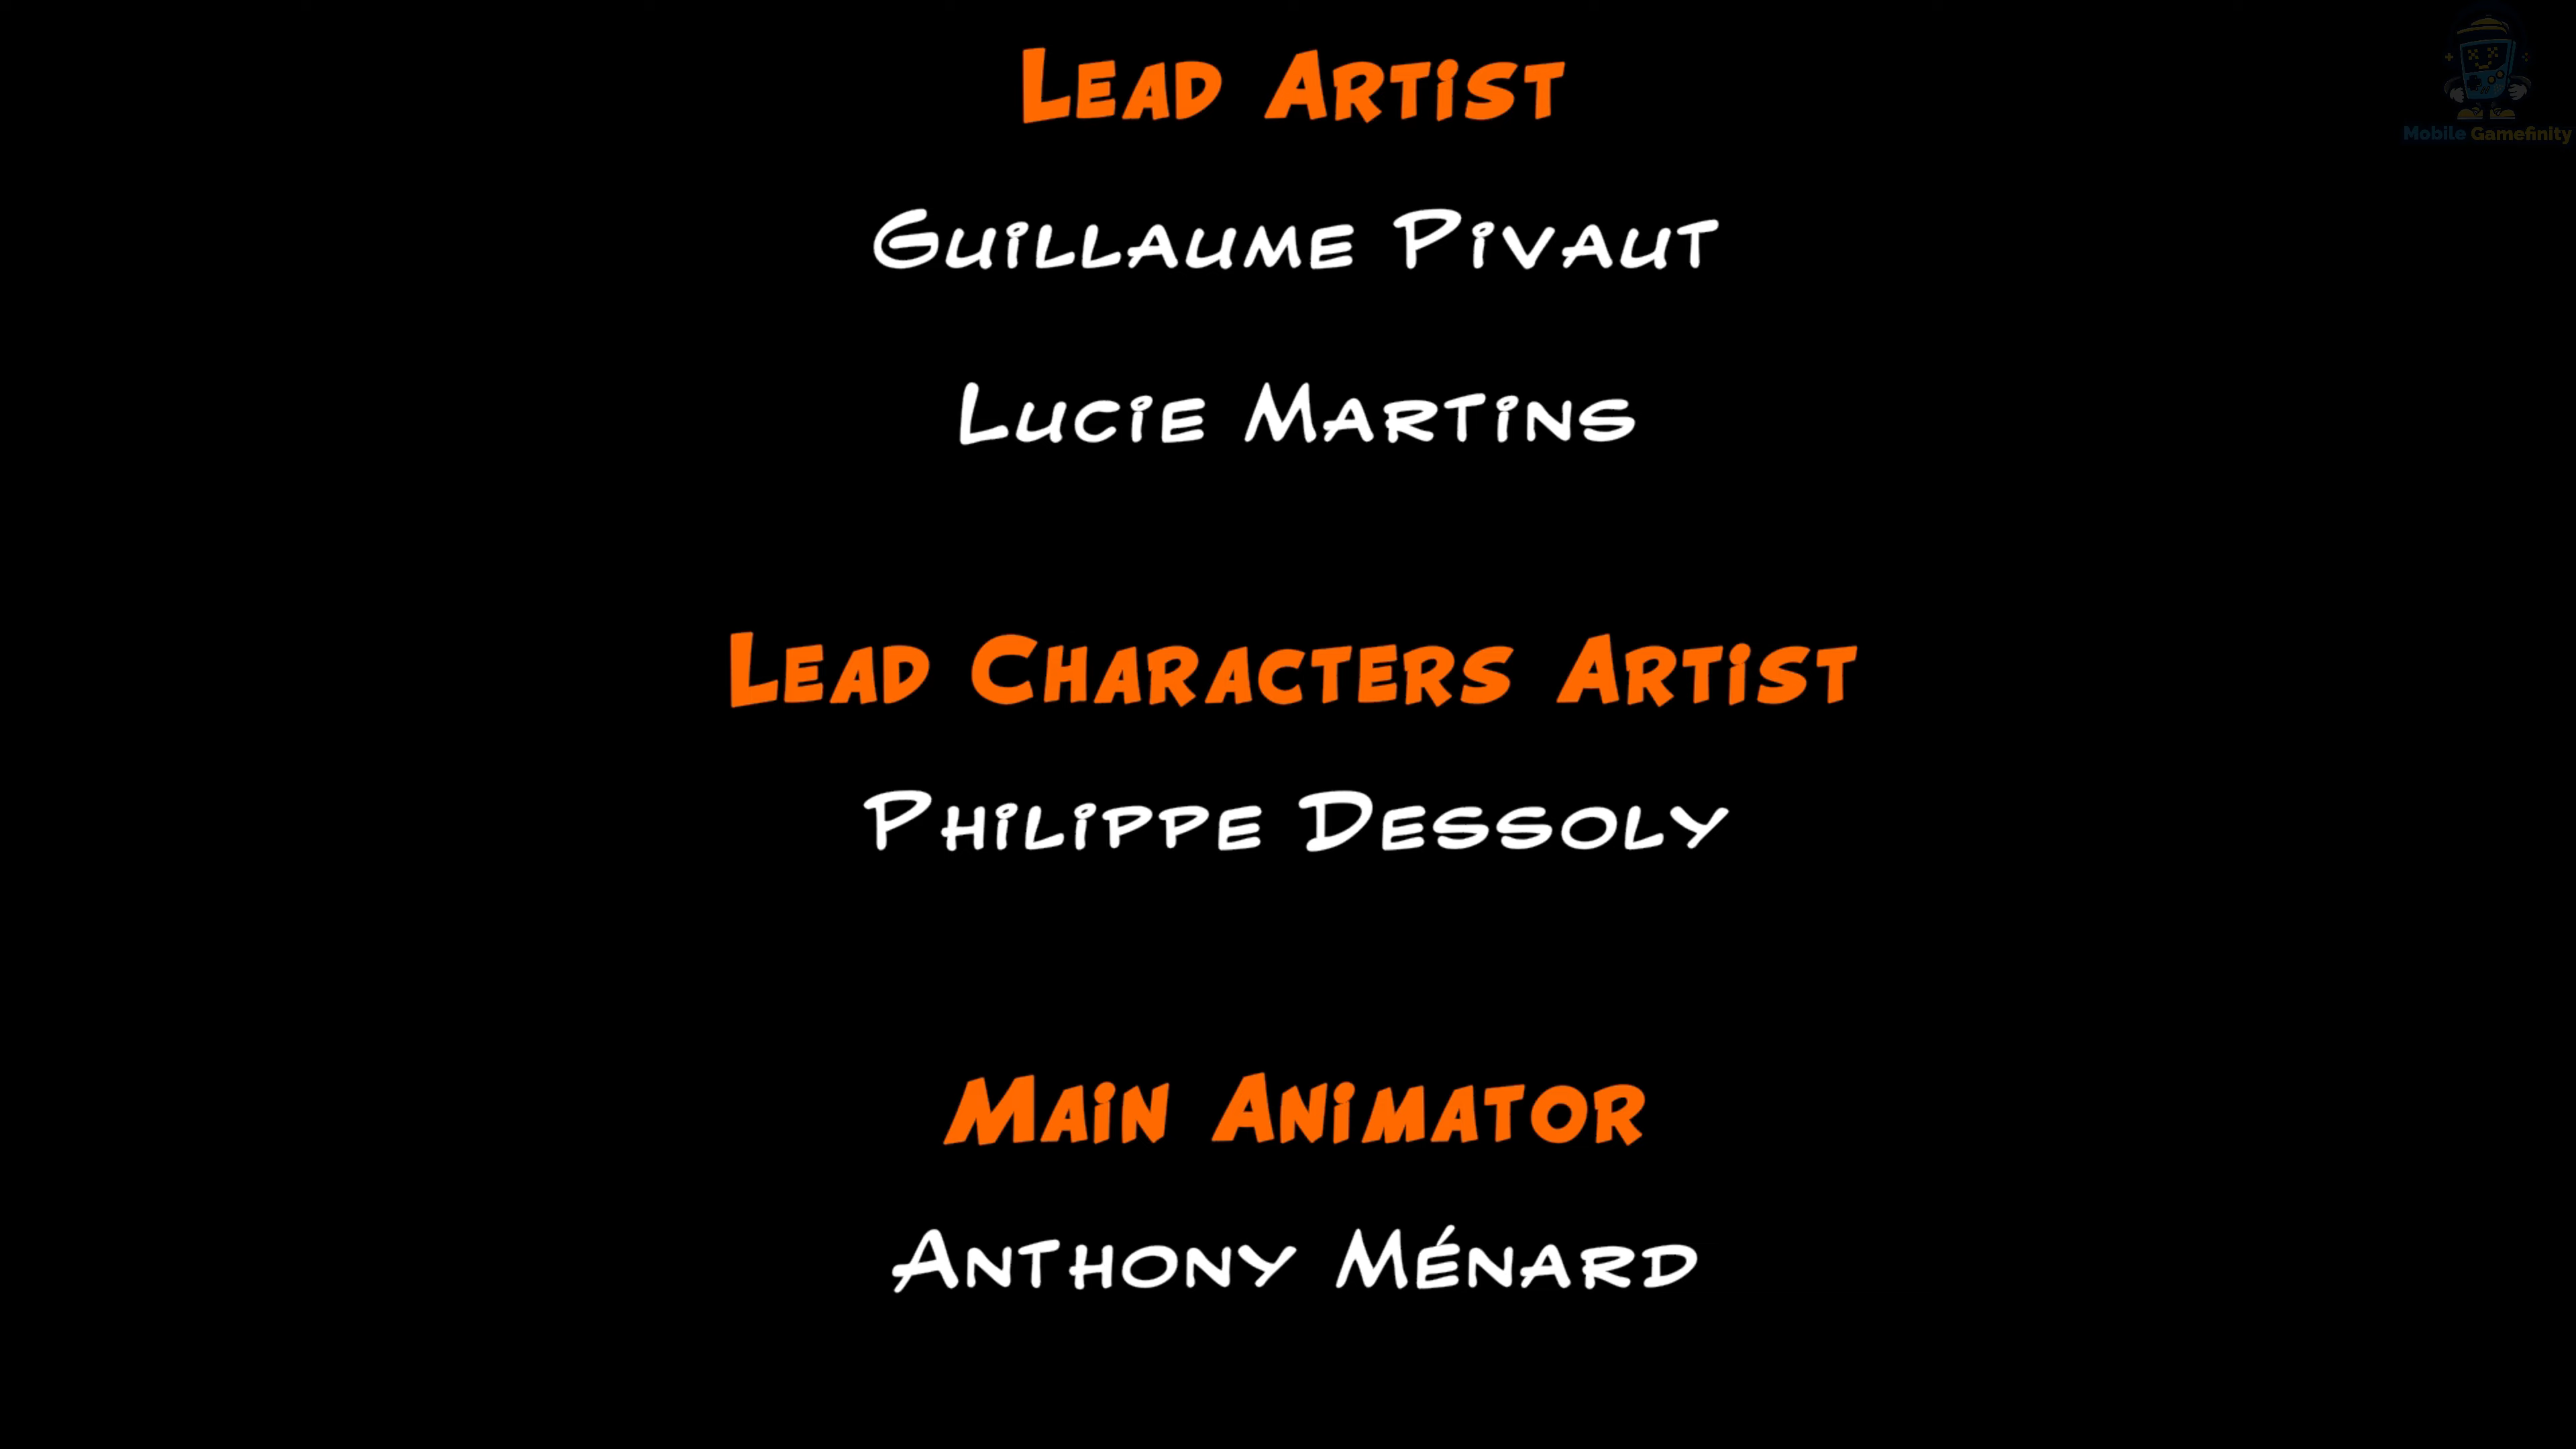 Lead Artist
Mobile Gamefinity
Guillaume Pivaut
Lucie Martins
Lead Characters Artist
Philippe Dessoly
Main Animator
Anthony Ménard